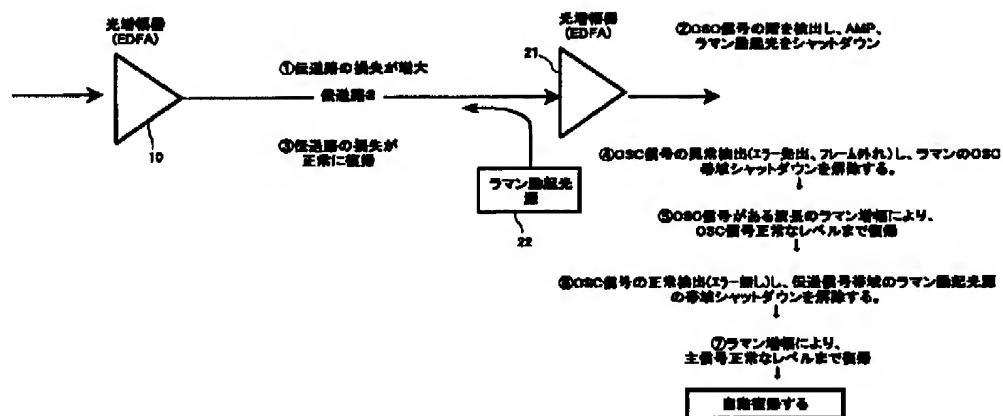 光増幅器
(EDFA)
10
①伝送路の損失が増大
伝送路2
③伝送路の損失が
正常に復帰
光増幅器
(EDFA)
21
ラマン励起光
源
22
②OSC信号の断を検出し、AMP、
ラマン励起光をシャットダウン
④OSC信号の異常検出(エラー発出、フレーム外れ)し、ラマンのOSC
帯域シャットダウンを解除する。
↓
⑤OSC信号がある波長のラマン増幅により、
OSC信号正常なレベルまで復帰
↓
⑥OSC信号の正常検出(エラー無し)し、伝送信号帯域のラマン励起光源
の帯域シャットダウンを解除する。
↓
⑦ラマン増幅により、
主信号正常なレベルまで復帰
↓
自動復帰する